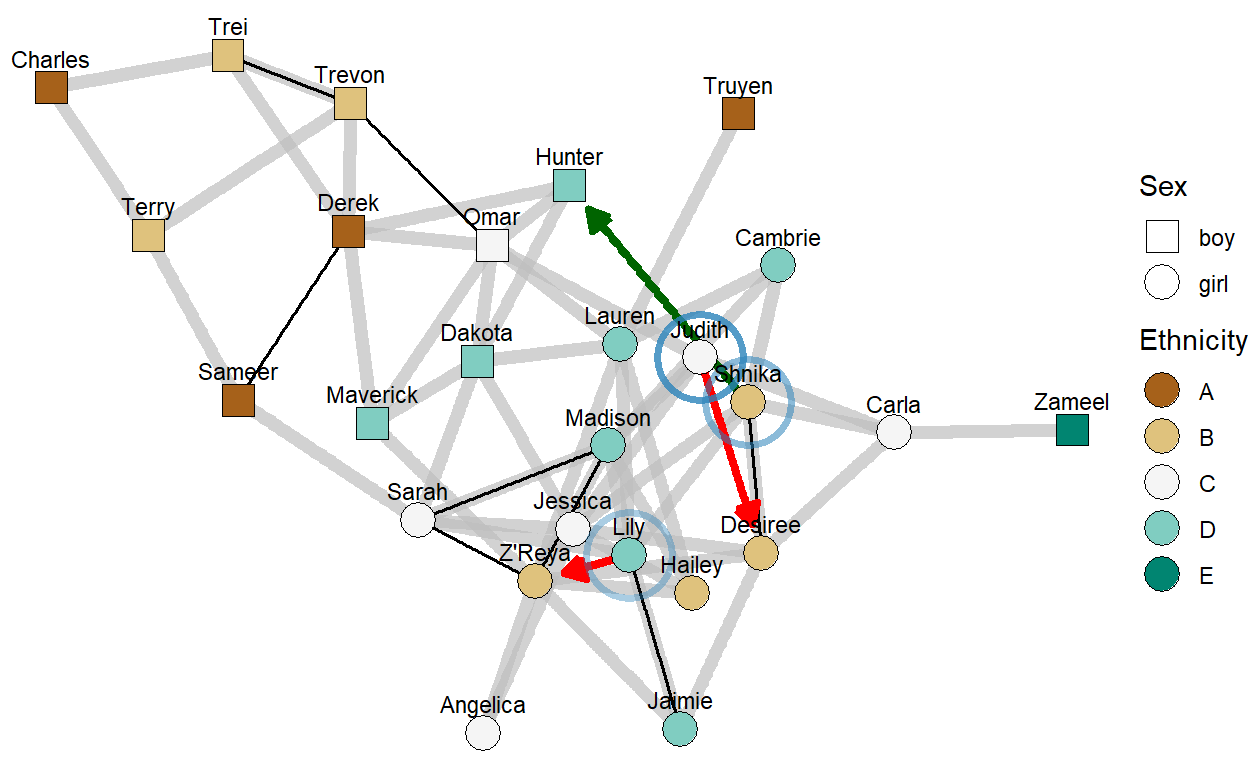 Trei
Charles
Trevon
Truyen
Hunter
Terry
Derek
Omar
Cambrie
Lauren
Judith
Dakota
Shnika
Sameer
Maverick
Madison
Carla
Zameel
Sarah
Jessica
Lily
Desiree
Z'Reya
Hailey
Angelica
Jaimie
Sex
boy
girl
Ethnicity
A
B
C
D
E